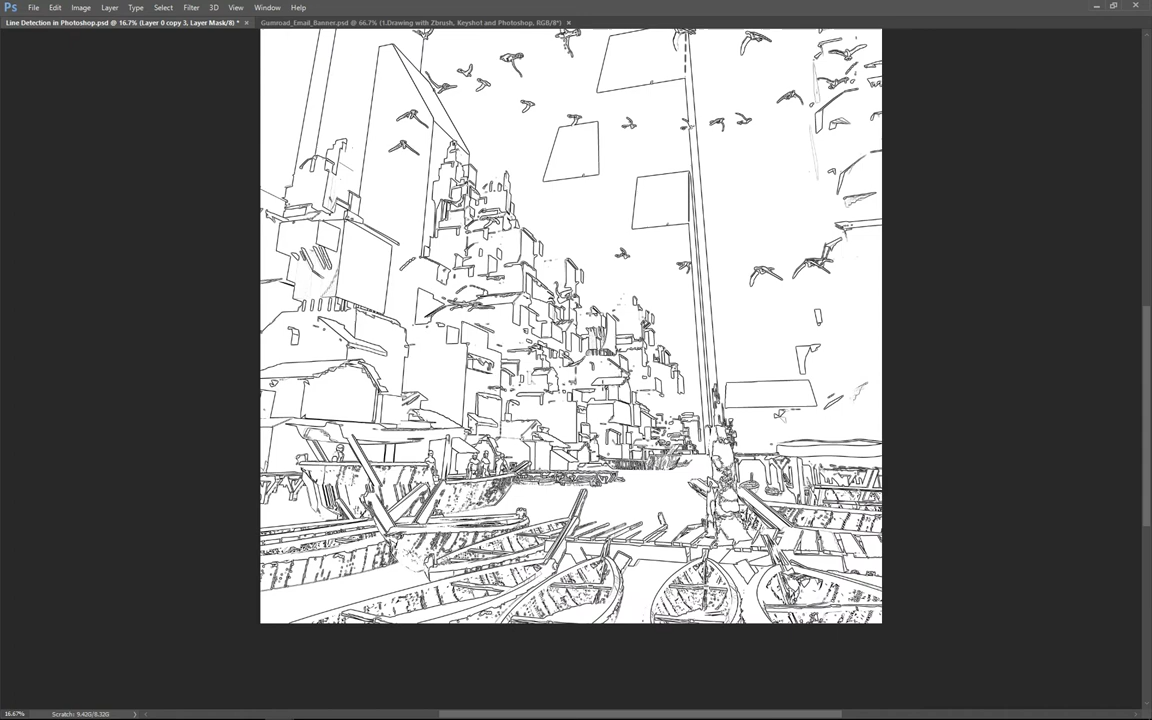 Ps File Edit Image Layer Type Select Filter 3D View Window Help
Line Detection in Photoshop.psd @ 16.7% (Layer 0 copy 3, Layer Mask/8) * × Gumroad_Email_Banner.psd @ 66.7% (1.Drawing with Zbrush, Keyshot and Photoshop, RGB/8*) ×
16.67% Scratch: 9.42G/8.32G